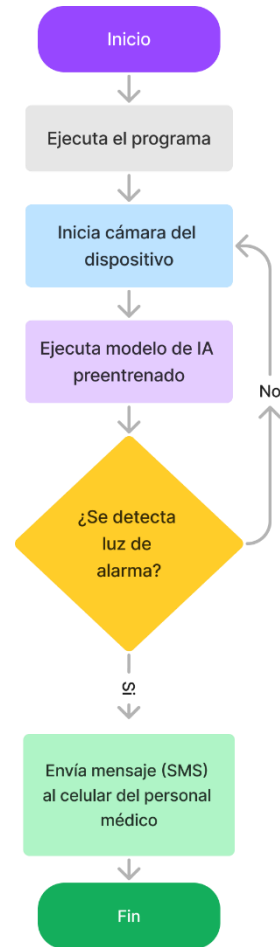 Inicio
Ejecuta el programa
Inicia cámara del
dispositivo
Ejecuta modelo de IA
preentrenado
No
¿Se detecta
luz de
alarma?
Si
Envía mensaje (SMS)
al celular del personal
médico
Fin